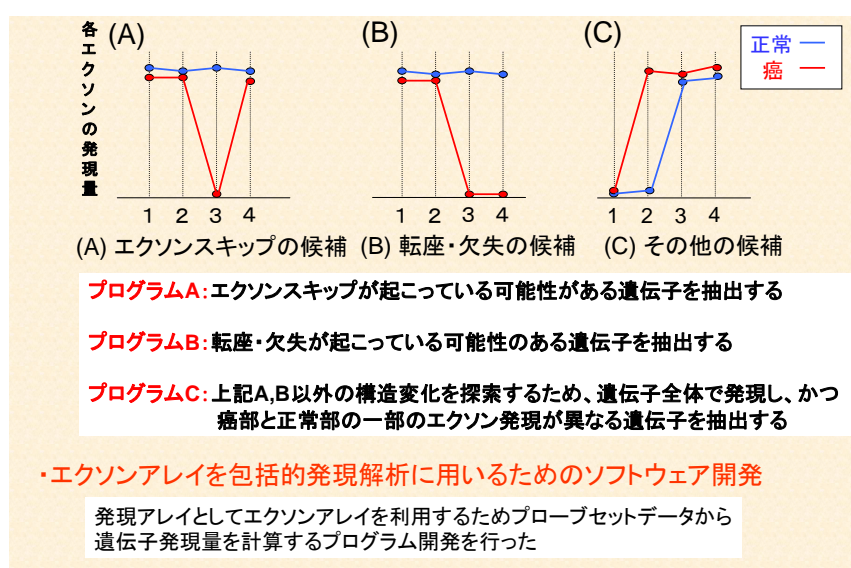 各エクソンの発現量
(A)
(B)
(C)
正常
癌
1 2 3 4
1 2 3 4
1 2 3 4
(A) エクソンスキップの候補
(B) 転座・欠失の候補
(C) その他の候補
プログラムA:エクソンスキップが起こっている可能性がある遺伝子を抽出する
プログラムB:転座・欠失が起こっている可能性のある遺伝子を抽出する
プログラムC:上記A,B以外の構造変化を探索するため、遺伝子全体で発現し、かつ
癌部と正常部の一部のエクソン発現が異なる遺伝子を抽出する
・エクソンアレイを包括的発現解析に用いるためのソフトウェア開発
発現アレイとしてエクソンアレイを利用するためプローブセットデータから
遺伝子発現量を計算するプログラム開発を行った